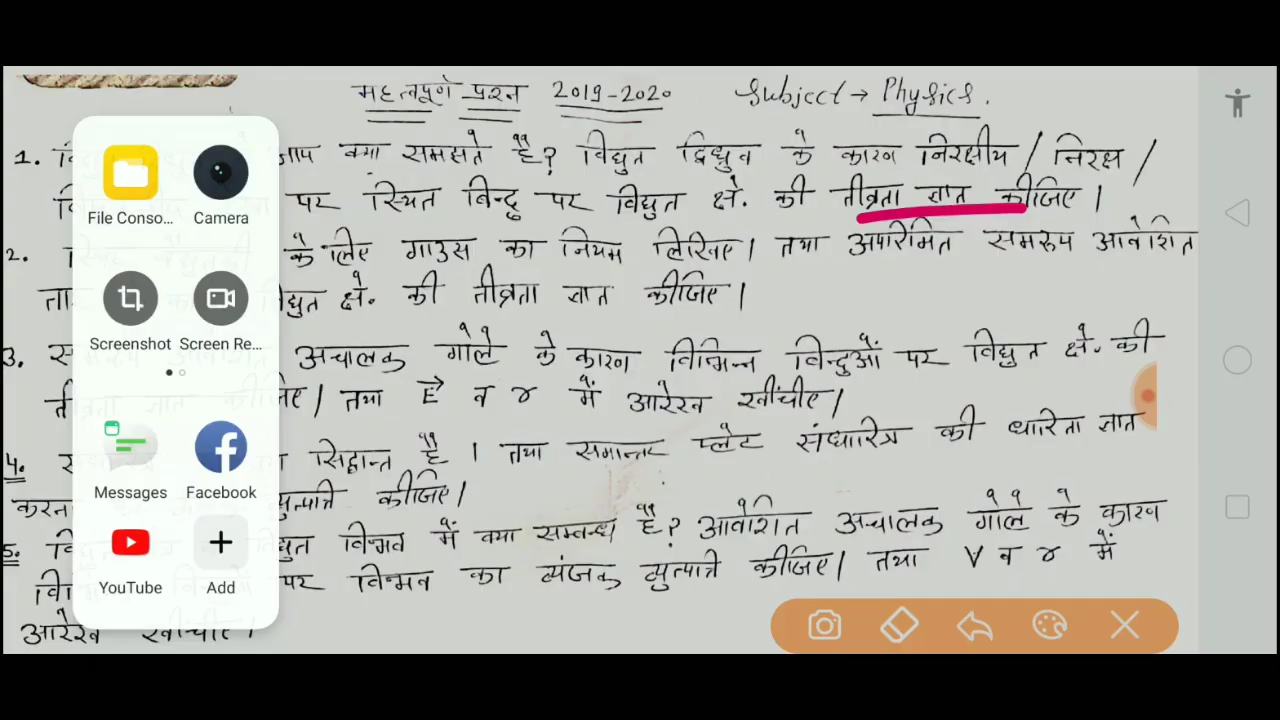 महत्वपूर्ण प्रश्न 2019-2020 Subject → Physics.
1. क्या समझते हैं? विद्युत द्विध्रुव के कारण निरक्षीय / निरक्ष /
पर स्थित बिन्दु पर विद्युत क्षे. की तीव्रता ज्ञात कीजिए।
2. के लिए गाउस का नियम लिखिए। तथा अपरिमित समरूप आवेशित
क्षे. की तीव्रता ज्ञात कीजिए।
3. अचालक गोले के कारण विभिन्न बिन्दुओं पर विद्युत क्षे. की
तथा E व r में आरेख खींचीए।
4. सिद्धान्त है । तथा समान्तर प्लेट संधारित्र की धारिता ज्ञात
करने कीजिए।
5. विभव में क्या सम्बन्ध है? आवेशित अचालक गोले के कारण
पर विभव का व्यंजक व्युत्पत्ति कीजिए। तथा V व r में
आरेख खींचीए।
File Conso...
Camera
Screenshot
Screen Re...
Messages
Facebook
YouTube
Add